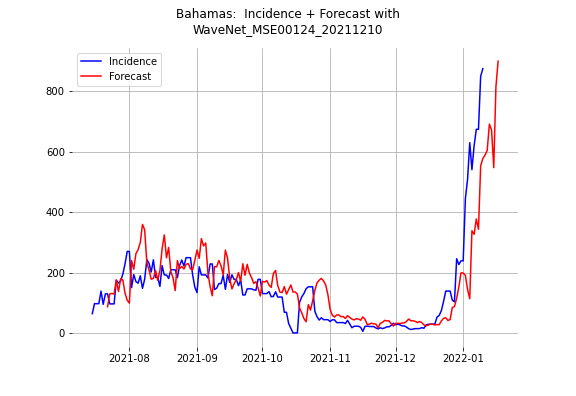 Bahamas:  Incidence + Forecast with
WaveNet_MSE00124_20211210
Incidence
Forecast
800
600
400
200
0
2021-08
2021-09
2021-10
2021-11
2021-12
2022-01